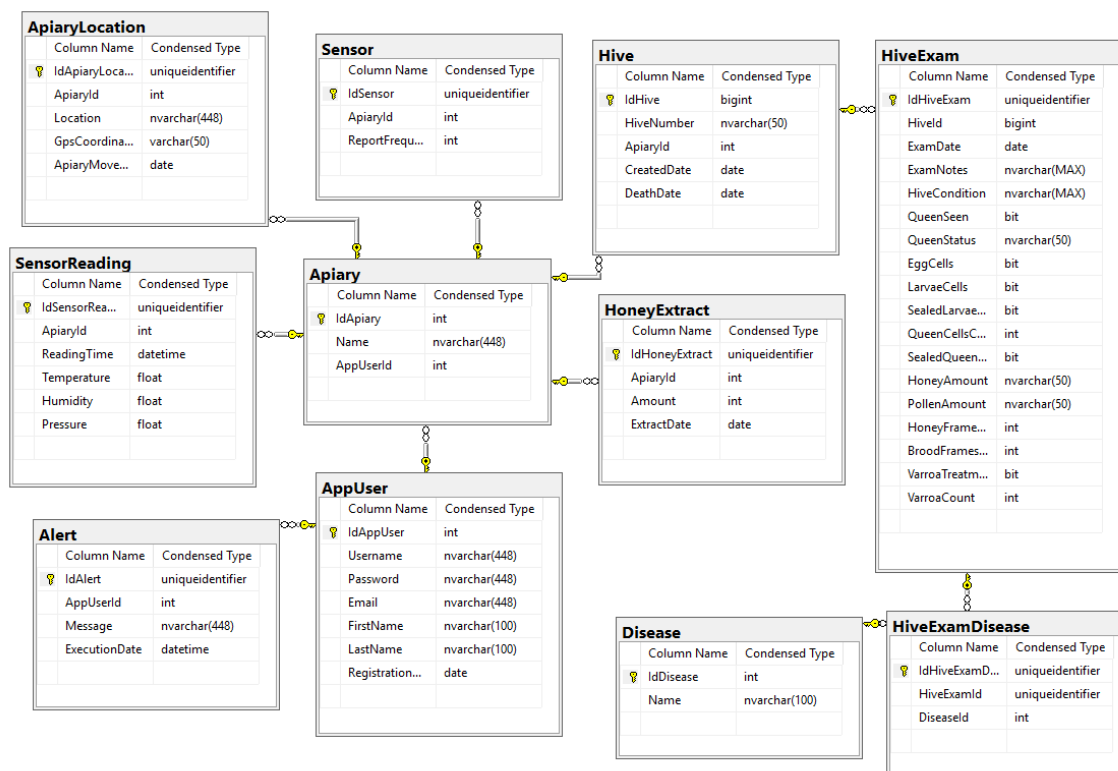 ApiaryLocation
Column Name Condensed Type
IdApiaryLoca... uniqueidentifier
ApiaryId int
Location nvarchar(448)
GpsCoordina... varchar(50)
ApiaryMove... date
Sensor
Column Name Condensed Type
IdSensor uniqueidentifier
ApiaryId int
ReportFrequ... int
Hive
Column Name Condensed Type
IdHive bigint
HiveNumber nvarchar(50)
ApiaryId int
CreatedDate date
DeathDate date
HiveExam
Column Name Condensed Type
IdHiveExam uniqueidentifier
HiveId bigint
ExamDate date
ExamNotes nvarchar(MAX)
HiveCondition nvarchar(MAX)
QueenSeen bit
QueenStatus nvarchar(50)
EggCells bit
LarvaeCells bit
SealedLarvae... bit
QueenCellsC... int
SealedQueen... bit
HoneyAmount nvarchar(50)
PollenAmount nvarchar(50)
HoneyFrame... int
BroodFrames... int
VarroaTreatm... bit
VarroaCount int
SensorReading
Column Name Condensed Type
IdSensorRea... uniqueidentifier
ApiaryId int
ReadingTime datetime
Temperature float
Humidity float
Pressure float
Apiary
Column Name Condensed Type
IdApiary int
Name nvarchar(448)
AppUserId int
HoneyExtract
Column Name Condensed Type
IdHoneyExtract uniqueidentifier
ApiaryId int
Amount int
ExtractDate date
AppUser
Column Name Condensed Type
IdAppUser int
Username nvarchar(448)
Password nvarchar(448)
Email nvarchar(448)
FirstName nvarchar(100)
LastName nvarchar(100)
Registration... date
Alert
Column Name Condensed Type
IdAlert uniqueidentifier
AppUserId int
Message nvarchar(448)
ExecutionDate datetime
Disease
Column Name Condensed Type
IdDisease int
Name nvarchar(100)
HiveExamDisease
Column Name Condensed Type
IdHiveExamD... uniqueidentifier
HiveExamId uniqueidentifier
DiseaseId int